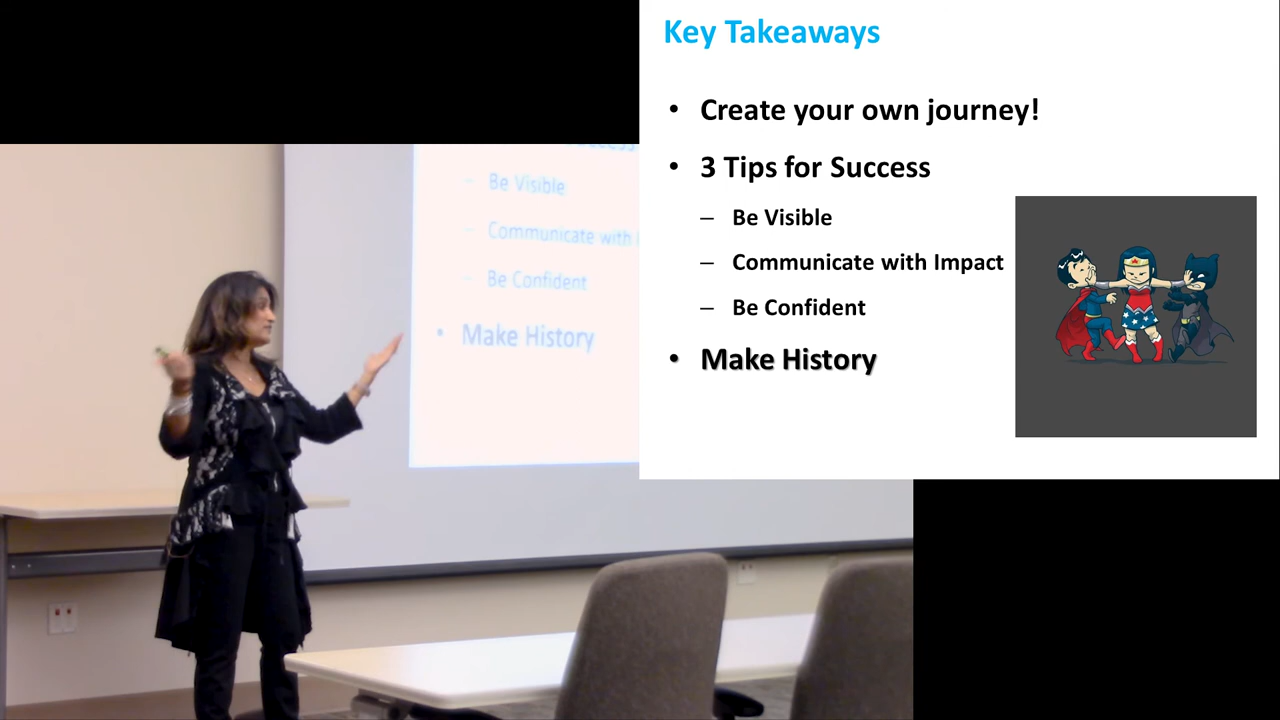 Key Takeaways
• Create your own journey!
• 3 Tips for Success
– Be Visible
– Communicate with Impact
– Be Confident
• Make History
– Be Visible
– Communicate with
– Be Confident
• Make History